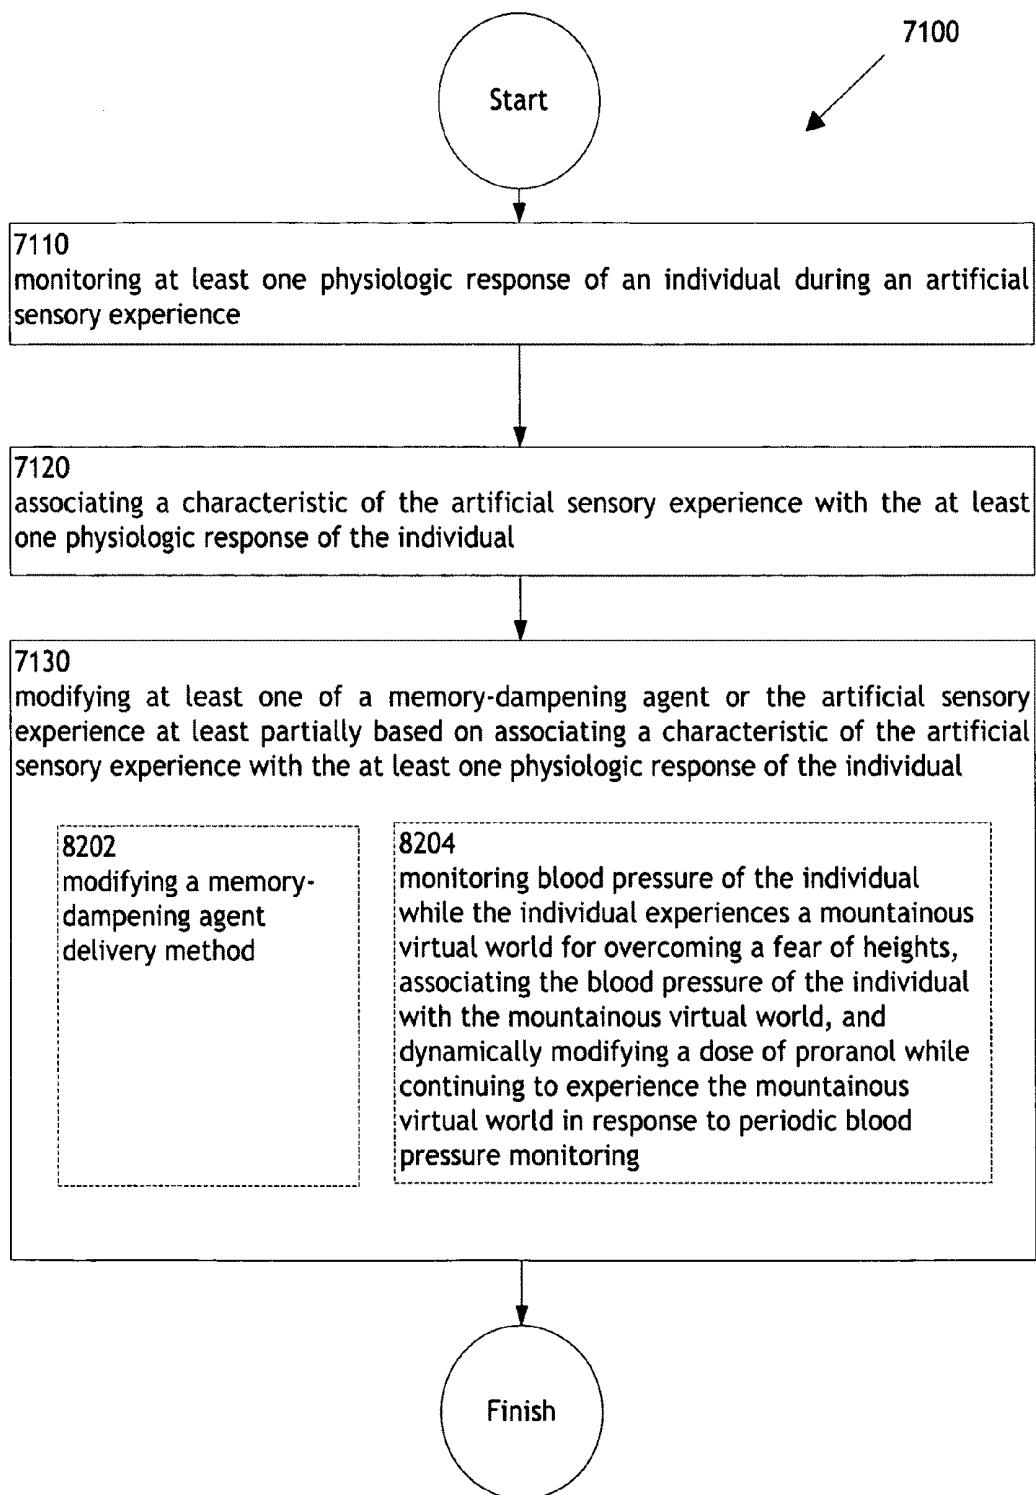 7100
Start
7110
monitoring at least one physiologic response of an individual during an artificial
sensory experience
7120
associating a characteristic of the artificial sensory experience with the at least
one physiologic response of the individual
7130
modifying at least one of a memory-dampening agent or the artificial sensory
experience at least partially based on associating a characteristic of the artificial
sensory experience with the at least one physiologic response of the individual
8202
modifying a memory-
dampening agent
delivery method
8204
monitoring blood pressure of the individual
while the individual experiences a mountainous
virtual world for overcoming a fear of heights,
associating the blood pressure of the individual
with the mountainous virtual world, and
dynamically modifying a dose of proranol while
continuing to experience the mountainous
virtual world in response to periodic blood
pressure monitoring
Finish